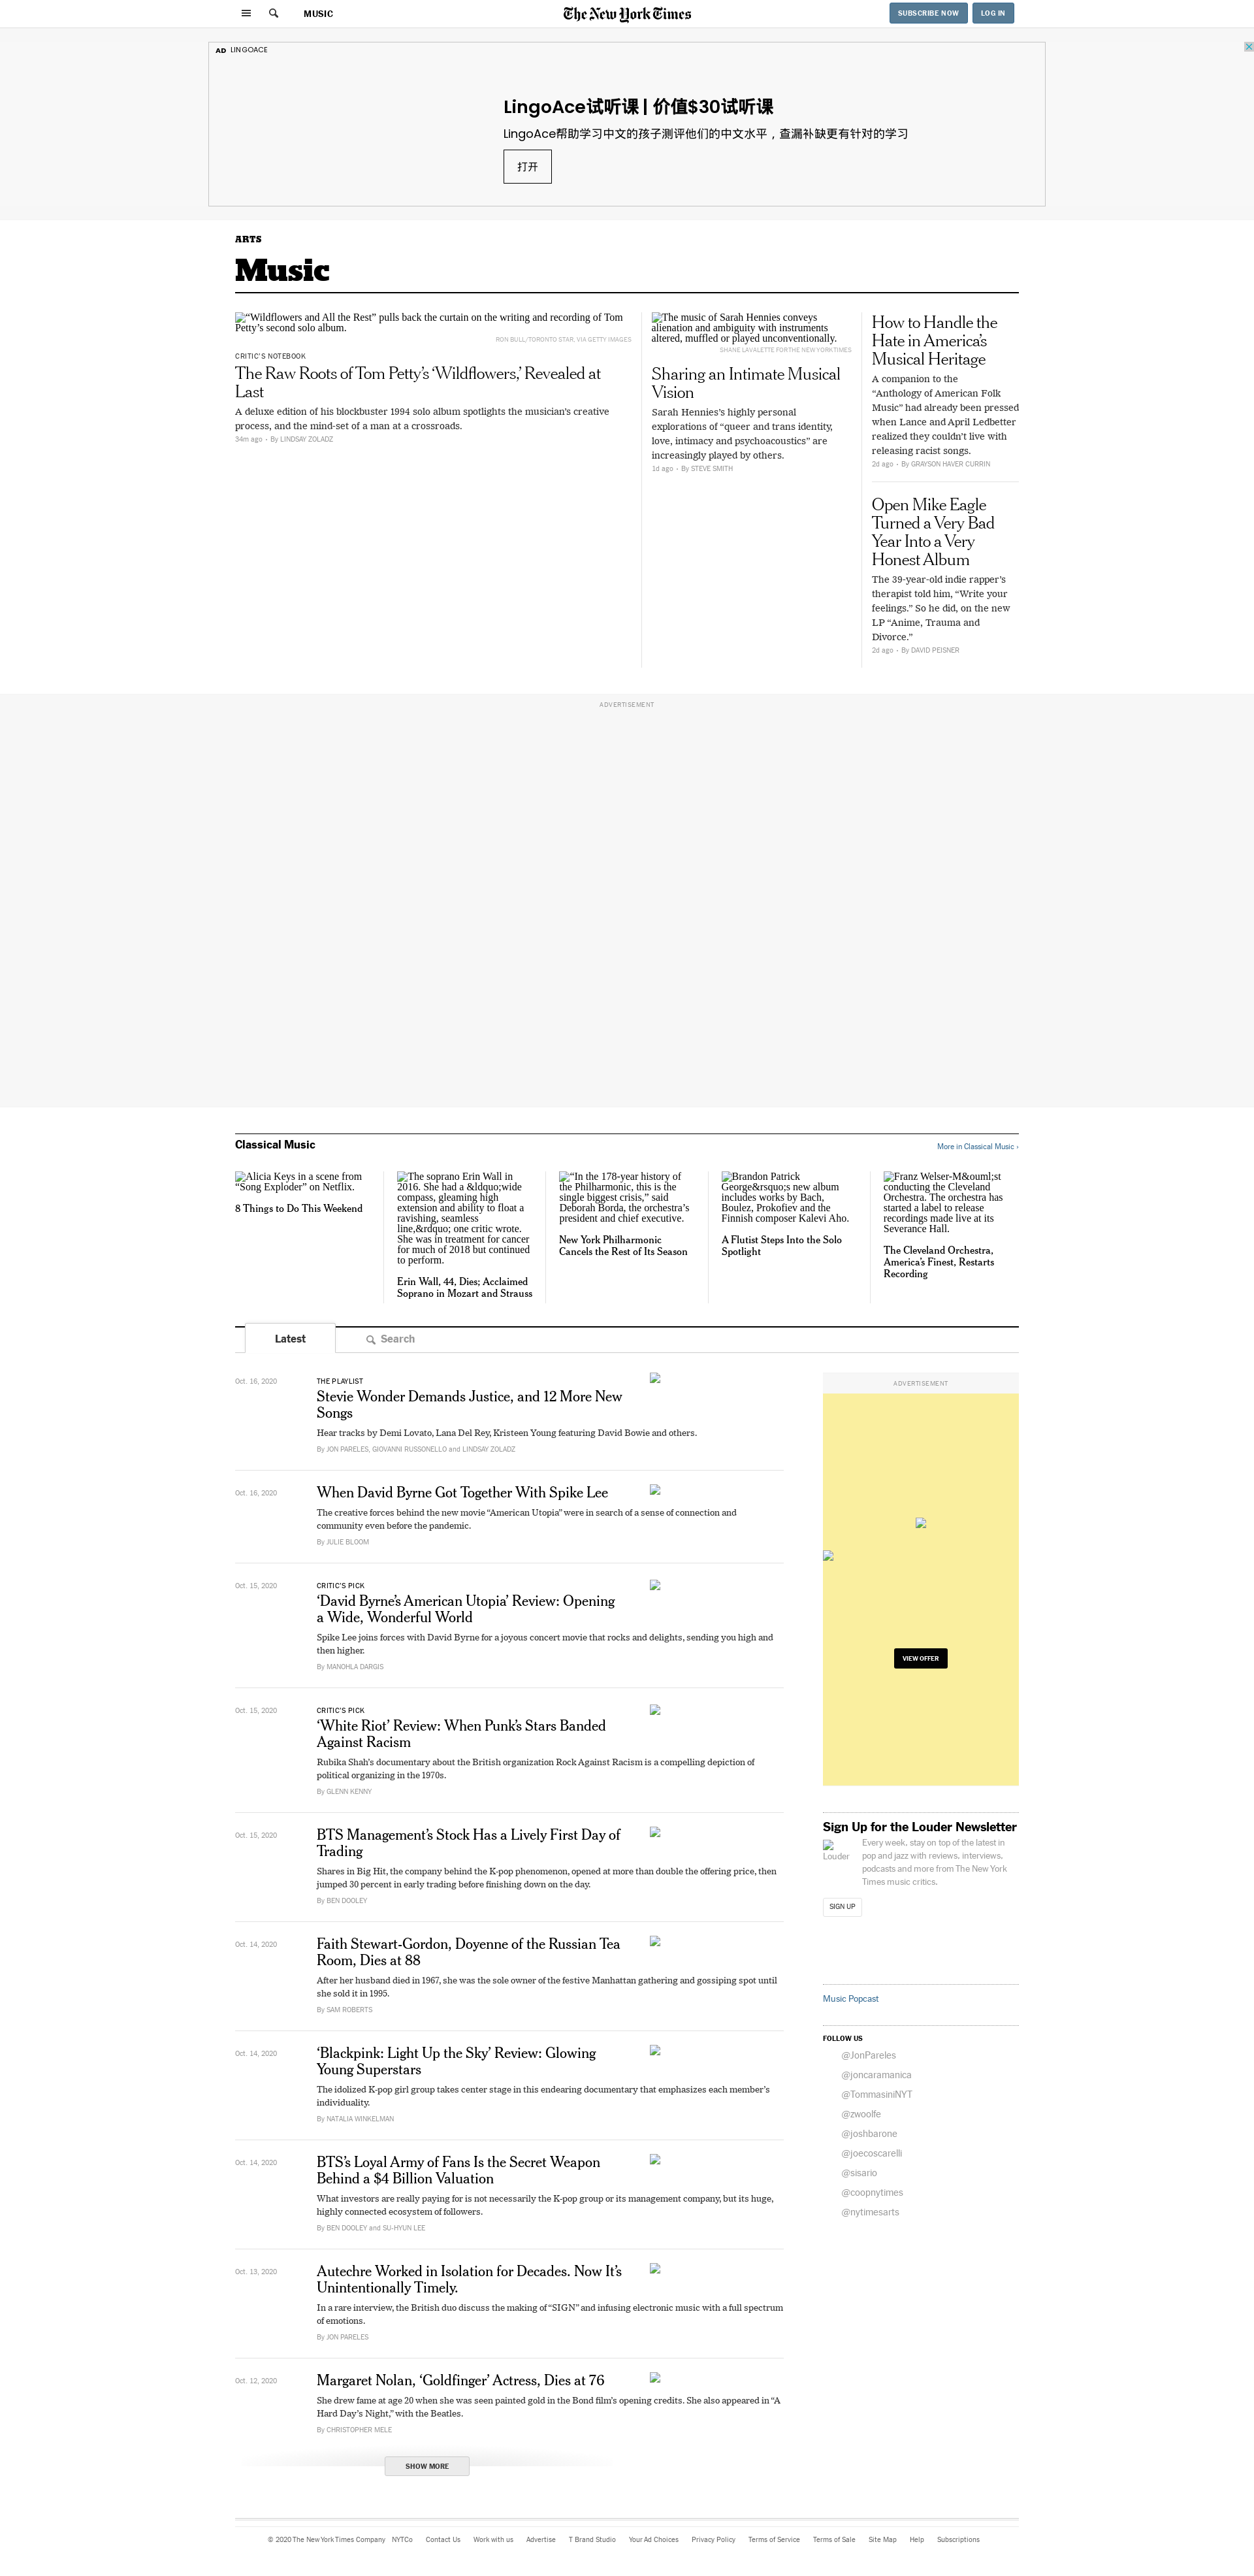 MUSIC
The New York Times
SUBSCRIBE NOW
LOG IN
AD LINGOACE
LingoAce试听课 | 价值$30试听课
LingoAce帮助学习中文的孩子测评他们的中文水平，查漏补缺更有针对的学习
打开
ARTS
Music
“Wildflowers and All the Rest” pulls back the curtain on the writing and recording of Tom
Petty’s second solo album.
RON BULL/TORONTO STAR, VIA GETTY IMAGES
CRITIC’S NOTEBOOK
The Raw Roots of Tom Petty’s ‘Wildflowers,’ Revealed at
Last
A deluxe edition of his blockbuster 1994 solo album spotlights the musician’s creative
process, and the mind-set of a man at a crossroads.
34m ago • By LINDSAY ZOLADZ
The music of Sarah Hennies conveys
alienation and ambiguity with instruments
altered, muffled or played unconventionally.
SHANE LAVALETTE FOR THE NEW YORK TIMES
Sharing an Intimate Musical
Vision
Sarah Hennies’s highly personal
explorations of “queer and trans identity,
love, intimacy and psychoacoustics” are
increasingly played by others.
1d ago • By STEVE SMITH
How to Handle the
Hate in America’s
Musical Heritage
A companion to the
“Anthology of American Folk
Music” had already been pressed
when Lance and April Ledbetter
realized they couldn’t live with
releasing racist songs.
2d ago • By GRAYSON HAVER CURRIN
Open Mike Eagle
Turned a Very Bad
Year Into a Very
Honest Album
The 39-year-old indie rapper’s
therapist told him, “Write your
feelings.” So he did, on the new
LP “Anime, Trauma and
Divorce.”
2d ago • By DAVID PEISNER
ADVERTISEMENT
Classical Music
More in Classical Music ›
Alicia Keys in a scene from
“Song Exploder” on Netflix.
8 Things to Do This Weekend
The soprano Erin Wall in
2016. She had a &ldquo;wide
compass, gleaming high
extension and ability to float a
ravishing, seamless
line,&rdquo; one critic wrote.
She was in treatment for cancer
for much of 2018 but continued
to perform.
Erin Wall, 44, Dies; Acclaimed
Soprano in Mozart and Strauss
“In the 178-year history of
the Philharmonic, this is the
single biggest crisis,” said
Deborah Borda, the orchestra’s
president and chief executive.
New York Philharmonic
Cancels the Rest of Its Season
Brandon Patrick
George&rsquo;s new album
includes works by Bach,
Boulez, Prokofiev and the
Finnish composer Kalevi Aho.
A Flutist Steps Into the Solo
Spotlight
Franz Welser-M&ouml;st
conducting the Cleveland
Orchestra. The orchestra has
started a label to release
recordings made live at its
Severance Hall.
The Cleveland Orchestra,
America’s Finest, Restarts
Recording
Latest
Search
Oct. 16, 2020
THE PLAYLIST
Stevie Wonder Demands Justice, and 12 More New
Songs
Hear tracks by Demi Lovato, Lana Del Rey, Kristeen Young featuring David Bowie and others.
By JON PARELES, GIOVANNI RUSSONELLO and LINDSAY ZOLADZ
Oct. 16, 2020
When David Byrne Got Together With Spike Lee
The creative forces behind the new movie “American Utopia” were in search of a sense of connection and
community even before the pandemic.
By JULIE BLOOM
Oct. 15, 2020
CRITIC’S PICK
‘David Byrne’s American Utopia’ Review: Opening
a Wide, Wonderful World
Spike Lee joins forces with David Byrne for a joyous concert movie that rocks and delights, sending you high and
then higher.
By MANOHLA DARGIS
Oct. 15, 2020
CRITIC’S PICK
‘White Riot’ Review: When Punk’s Stars Banded
Against Racism
Rubika Shah’s documentary about the British organization Rock Against Racism is a compelling depiction of
political organizing in the 1970s.
By GLENN KENNY
Oct. 15, 2020
BTS Management’s Stock Has a Lively First Day of
Trading
Shares in Big Hit, the company behind the K-pop phenomenon, opened at more than double the offering price, then
jumped 30 percent in early trading before finishing down on the day.
By BEN DOOLEY
Oct. 14, 2020
Faith Stewart-Gordon, Doyenne of the Russian Tea
Room, Dies at 88
After her husband died in 1967, she was the sole owner of the festive Manhattan gathering and gossiping spot until
she sold it in 1995.
By SAM ROBERTS
Oct. 14, 2020
‘Blackpink: Light Up the Sky’ Review: Glowing
Young Superstars
The idolized K-pop girl group takes center stage in this endearing documentary that emphasizes each member’s
individuality.
By NATALIA WINKELMAN
Oct. 14, 2020
BTS’s Loyal Army of Fans Is the Secret Weapon
Behind a $4 Billion Valuation
What investors are really paying for is not necessarily the K-pop group or its management company, but its huge,
highly connected ecosystem of followers.
By BEN DOOLEY and SU-HYUN LEE
Oct. 13, 2020
Autechre Worked in Isolation for Decades. Now It’s
Unintentionally Timely.
In a rare interview, the British duo discuss the making of “SIGN” and infusing electronic music with a full spectrum
of emotions.
By JON PARELES
Oct. 12, 2020
Margaret Nolan, ‘Goldfinger’ Actress, Dies at 76
She drew fame at age 20 when she was seen painted gold in the Bond film’s opening credits. She also appeared in “A
Hard Day’s Night,” with the Beatles.
By CHRISTOPHER MELE
SHOW MORE
ADVERTISEMENT
VIEW OFFER
Sign Up for the Louder Newsletter
Louder
Every week, stay on top of the latest in
pop and jazz with reviews, interviews,
podcasts and more from The New York
Times music critics.
SIGN UP
Music Popcast
FOLLOW US
@JonPareles
@joncaramanica
@TommasiniNYT
@zwoolfe
@joshbarone
@joecoscarelli
@sisario
@coopnytimes
@nytimesarts
© 2020 The New York Times Company NYTCo Contact Us Work with us Advertise T Brand Studio Your Ad Choices Privacy Policy Terms of Service Terms of Sale Site Map Help Subscriptions